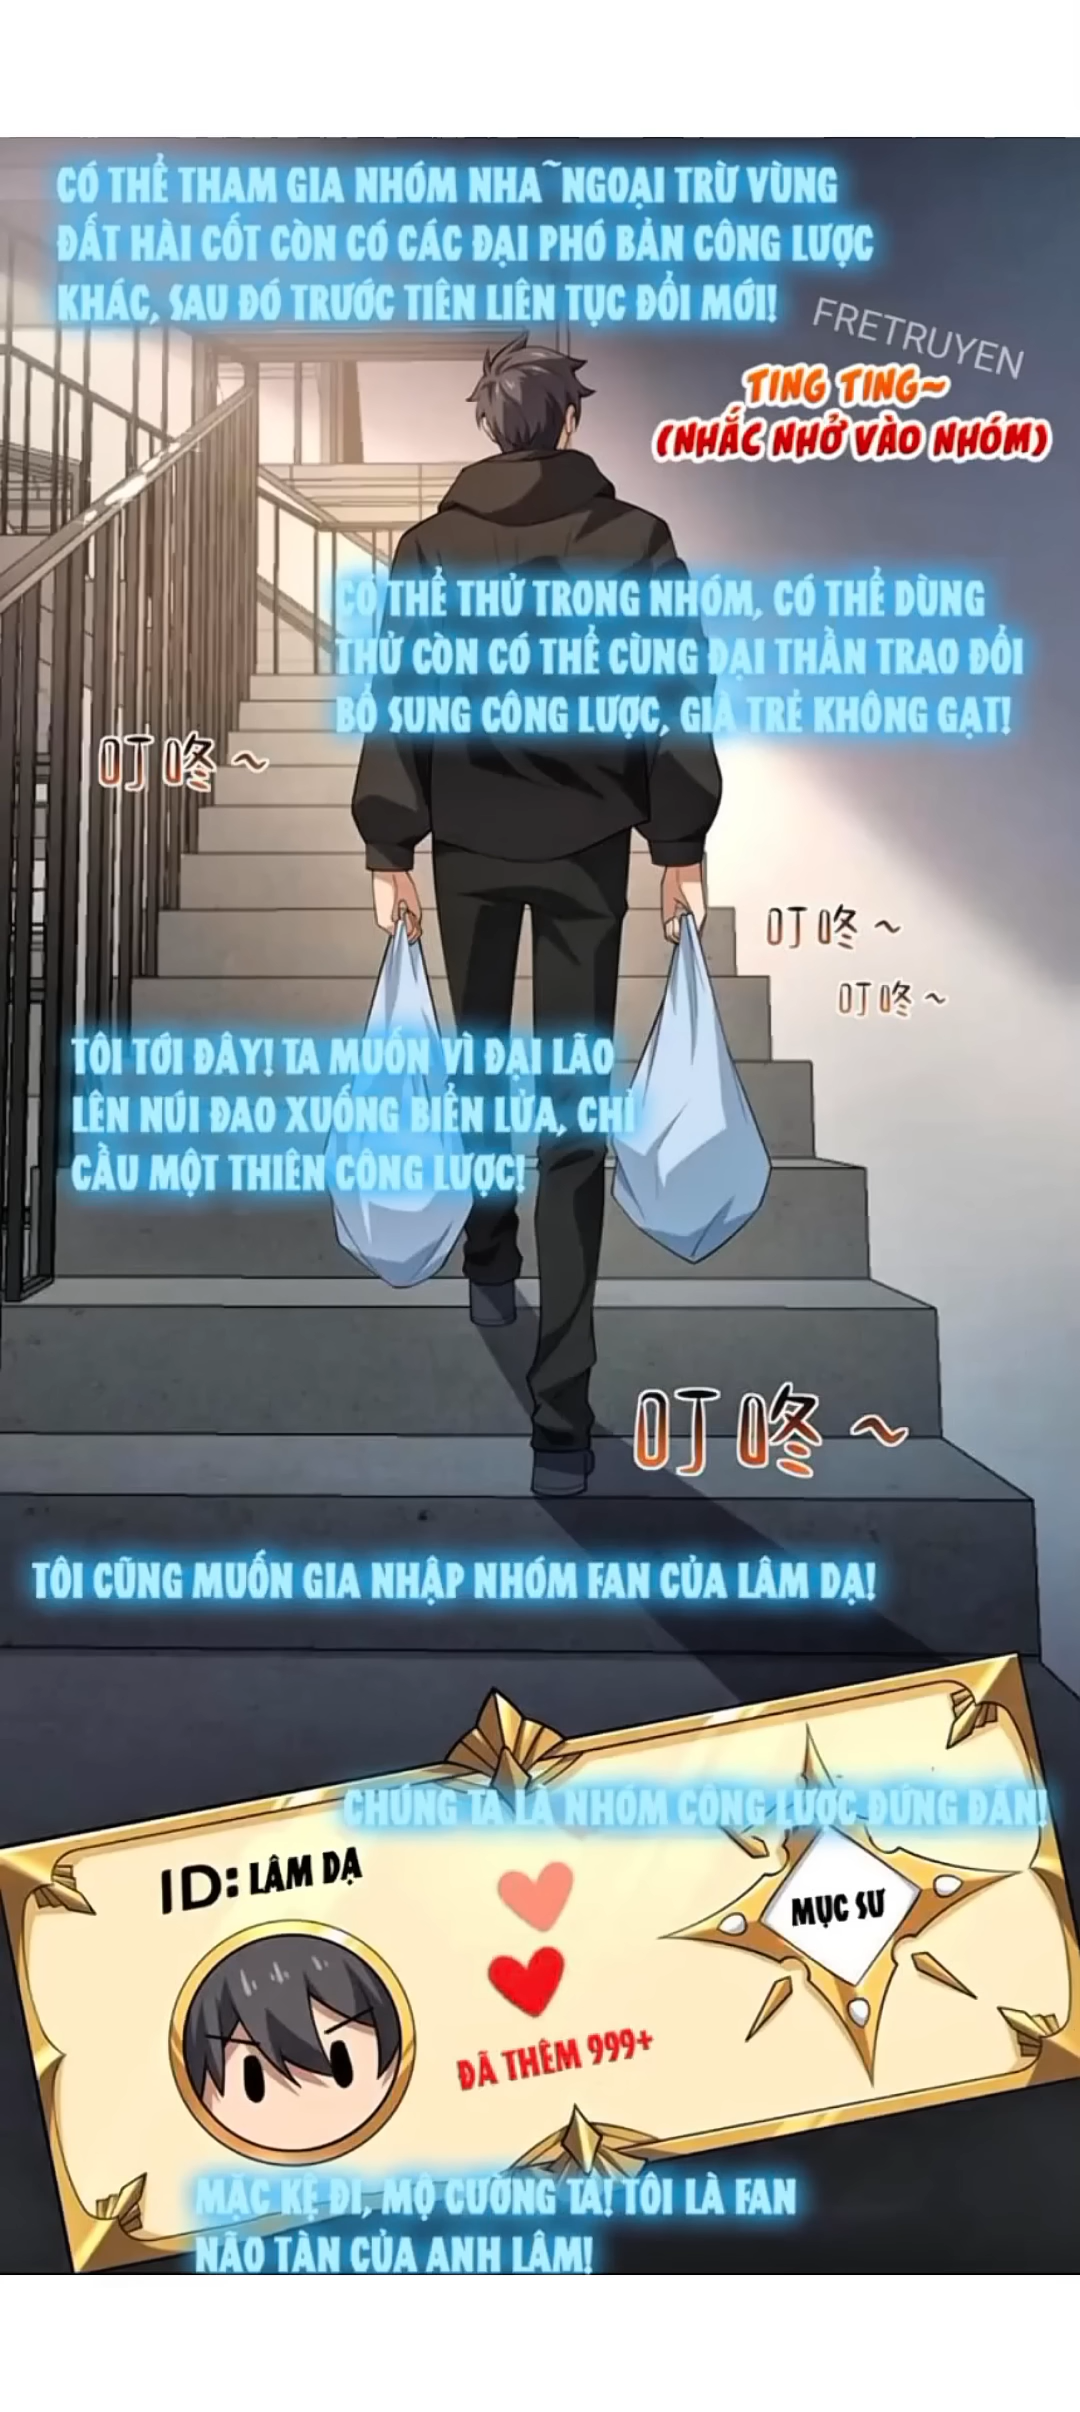 CÓ THỂ THAM GIA NHÓM NHA~NGOẠI TRỪ VÙNG
ĐẤT HÀI CỐT CÒN CÓ CÁC ĐẠI PHÓ BẢN CÔNG LƯỢC
KHÁC, SAU ĐÓ TRƯỚC TIÊN LIÊN TỤC ĐỔI MỚI!
FRETRUYEN
TING TING~
(NHẮC NHỞ VÀO NHÓM)
CÓ THỂ THỬ TRONG NHÓM, CÓ THỂ DÙNG
THỬ CÒN CÓ THỂ CÙNG ĐẠI THẦN TRAO ĐỔI
BỔ SUNG CÔNG LƯỢC, GIÀ TRẺ KHÔNG GẠT!
叮咚~
叮咚~
叮咚~
TÔI TỚI ĐÂY! TA MUỐN VÌ ĐẠI LÃO
LÊN NÚI ĐAO XUỐNG BIỂN LỬA, CHỈ
CẦU MỘT THIÊN CÔNG LƯỢC!
叮咚~
TÔI CŨNG MUỐN GIA NHẬP NHÓM FAN CỦA LÂM DẠ!
CHÚNG TA LÀ NHÓM CÔNG LƯỢC ĐỨNG ĐẮN!
ID: LÂM DẠ
MỤC SƯ
ĐÃ THÊM 999+
MẶC KỆ ĐI, MỘ CƯỜNG TA! TÔI LÀ FAN
NÃO TÀN CỦA ANH LÂM!